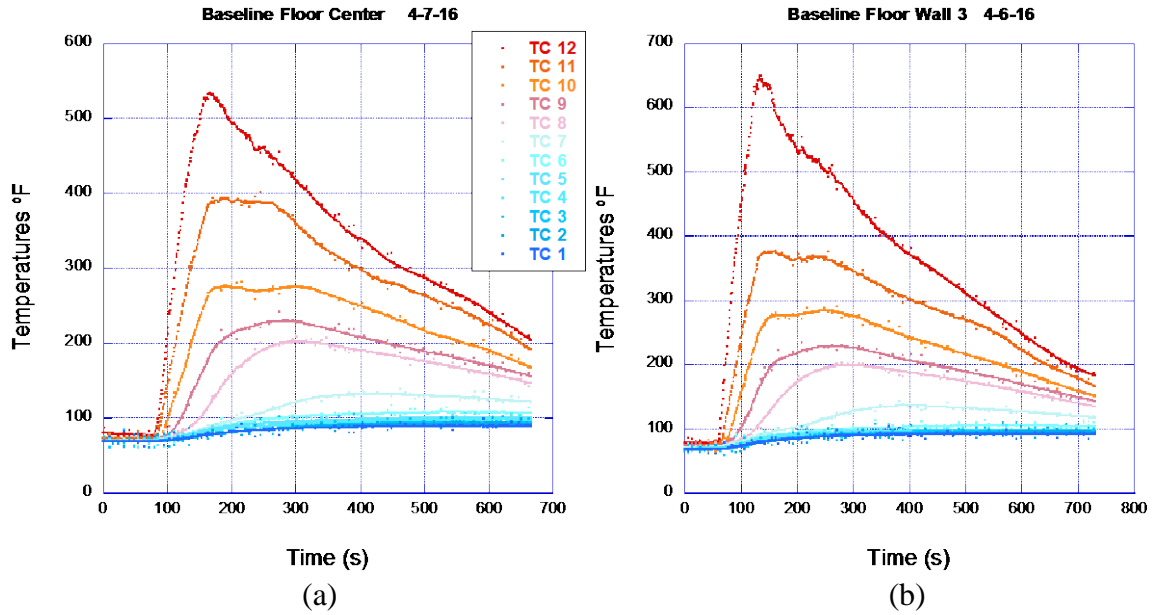 Baseline Floor Center 4-7-16
600
500
400
300
200
100
0
Temperatures ºF
0 100 200 300 400 500 600 700
Time (s)
(a)
TC 12
TC 11
TC 10
TC 9
TC 8
TC 7
TC 6
TC 5
TC 4
TC 3
TC 2
TC 1
Baseline Floor Wall 3 4-6-16
700
600
500
400
300
200
100
0
Temperatures ºF
0 100 200 300 400 500 600 700 800
Time (s)
(b)